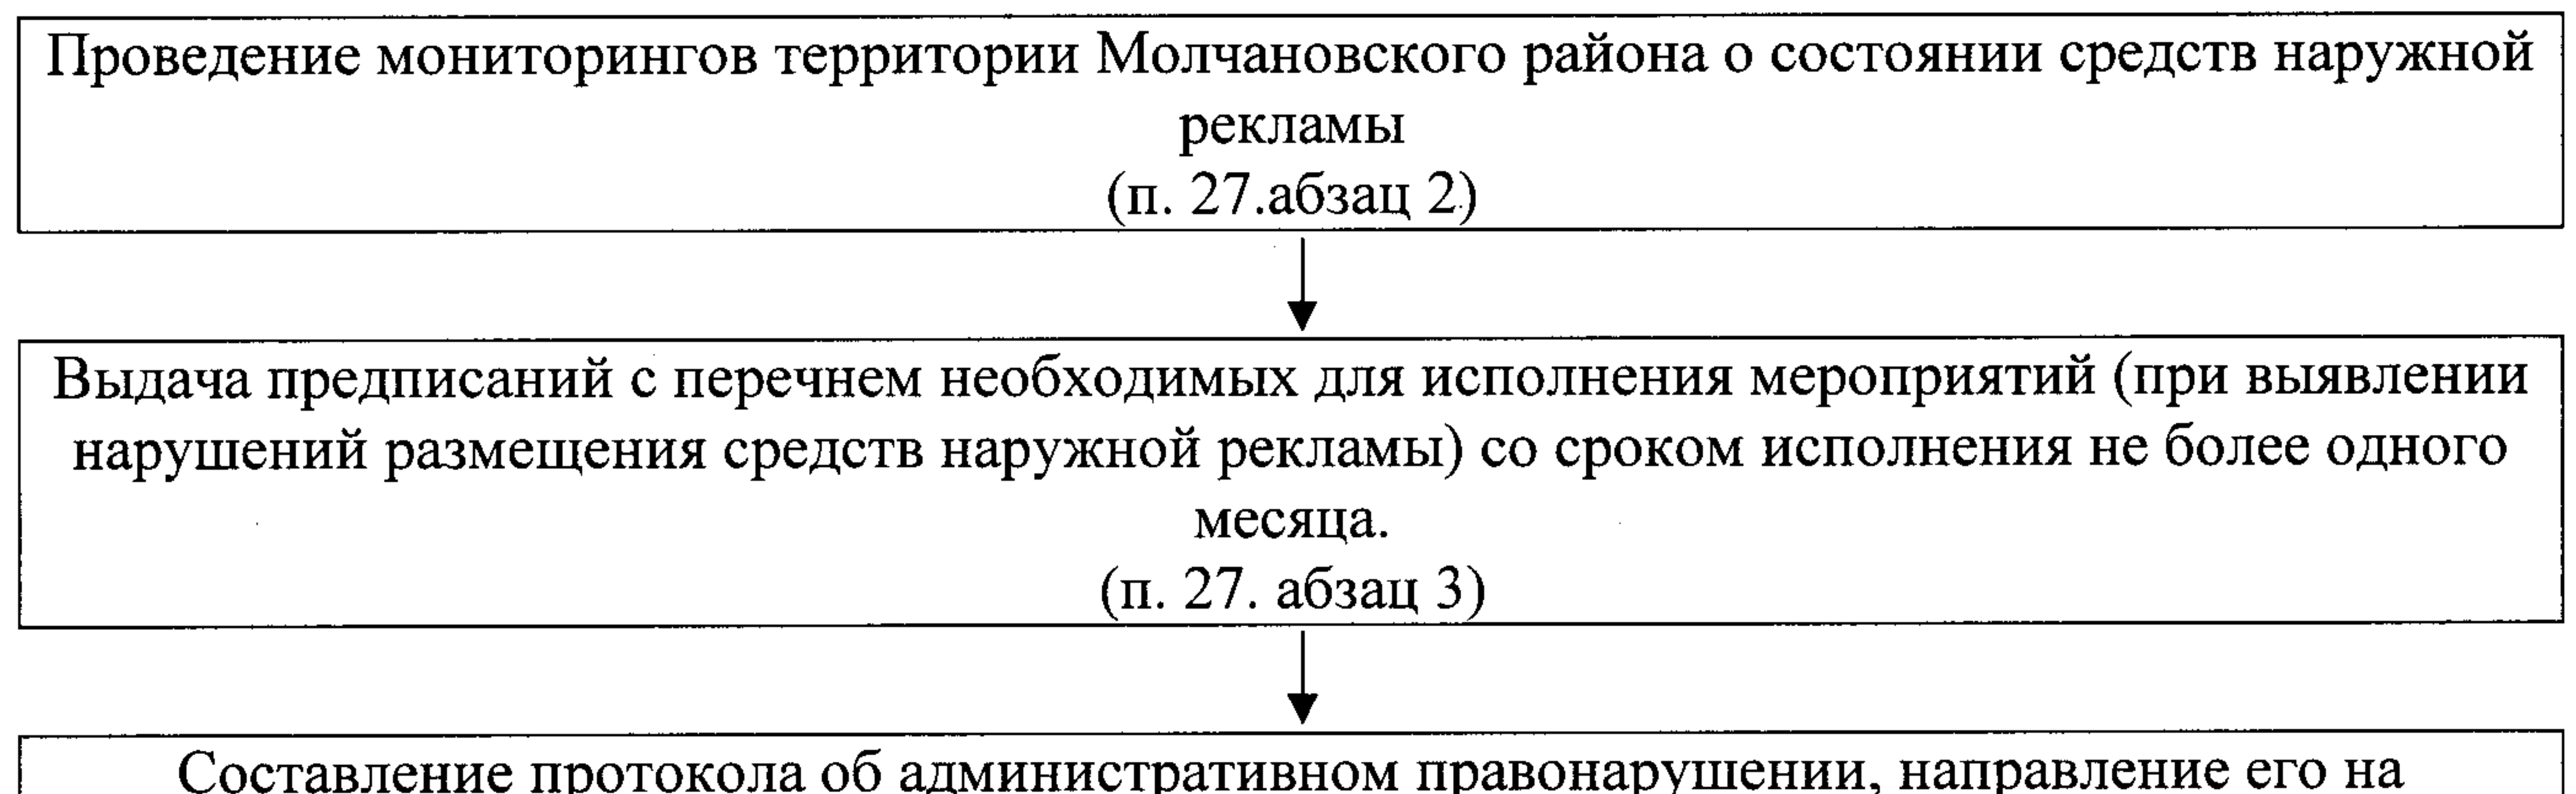 Проведение мониторингов территории Молчановского района о состоянии средств наружной
рекламы
(п. 27.абзац 2)
Выдача предписаний с перечнем необходимых для исполнения мероприятий (при выявлении
нарушений размещения средств наружной рекламы) со сроком исполнения не более одного
месяца.
(п. 27. абзац 3)
Составление протокола об административном правонарушении, направление его на